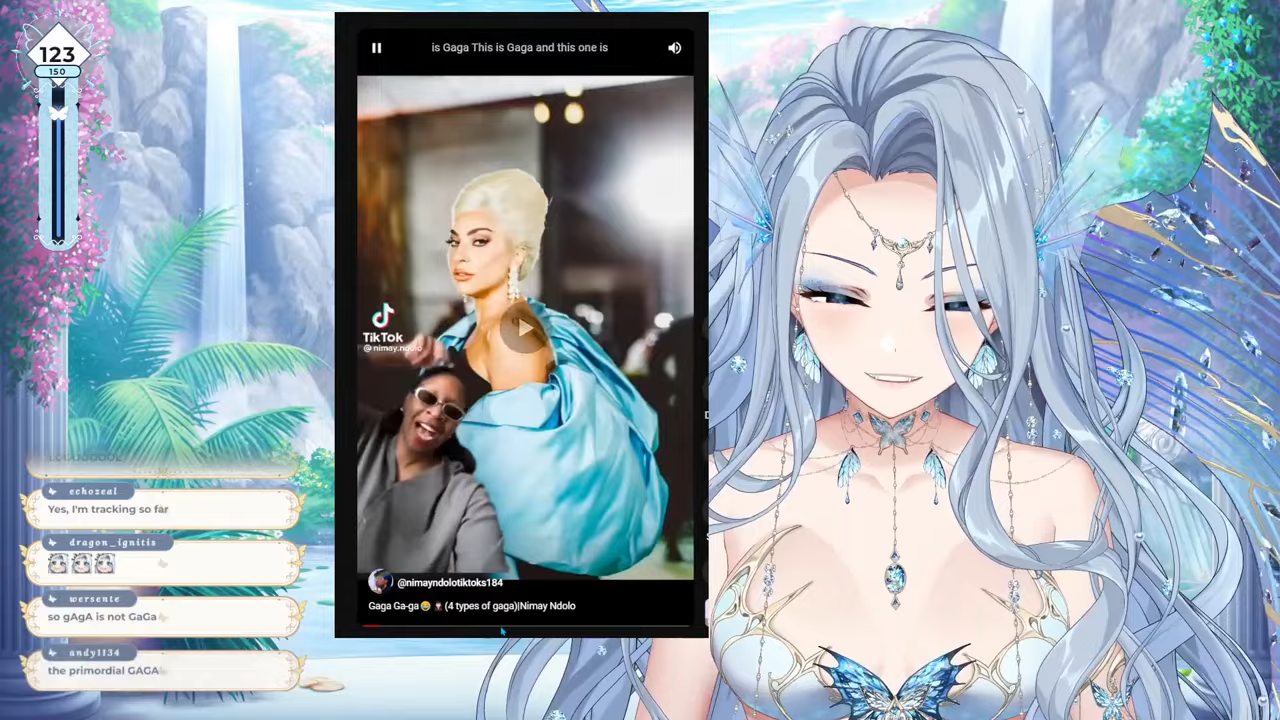 123
150
is Gaga This is Gaga and this one is
TikTok
@nimay.ndolo
@nimayndolotiktoks184
Gaga Ga-ga😂 💃🏻 (4 types of gaga)|Nimay Ndolo
echozeal
Yes, I'm tracking so far
dragon_ignitis
wersente
so gAgA is not GaGa
andy1134
the primordial GAGA